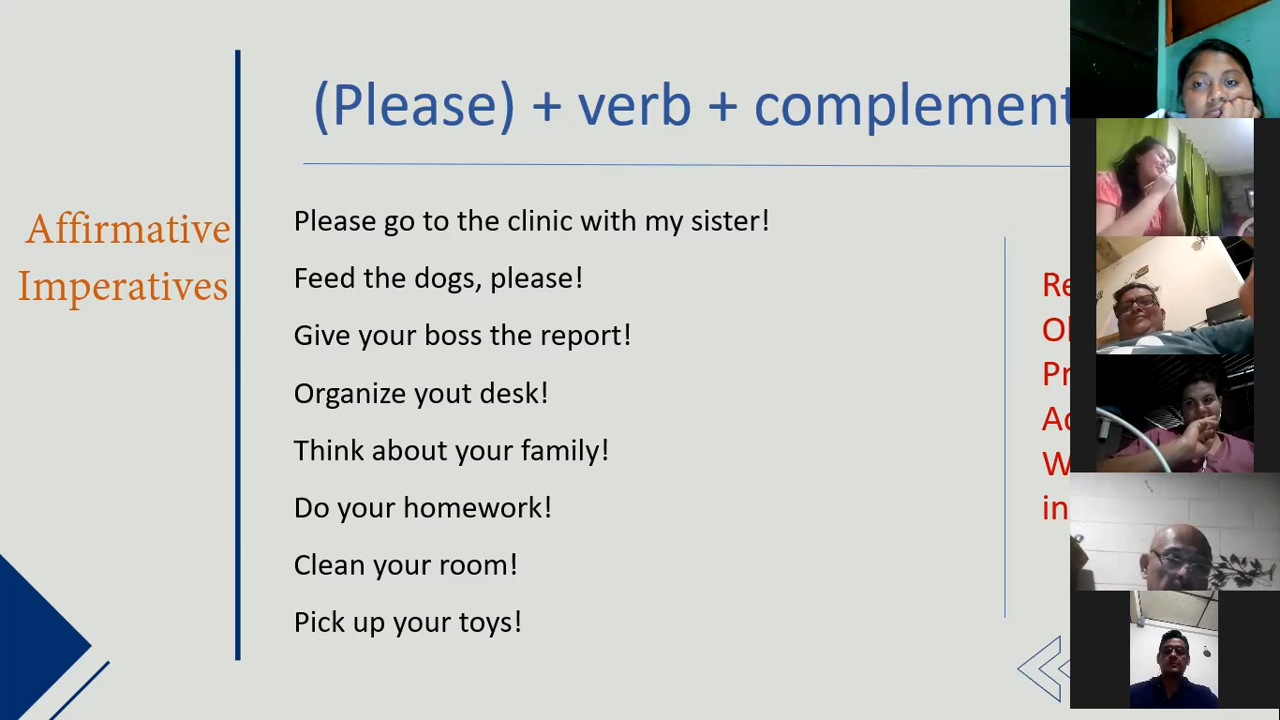 (Please) + verb + complement
Affirmative
Imperatives
Please go to the clinic with my sister!
Feed the dogs, please!
Give your boss the report!
Organize yout desk!
Think about your family!
Do your homework!
Clean your room!
Pick up your toys!